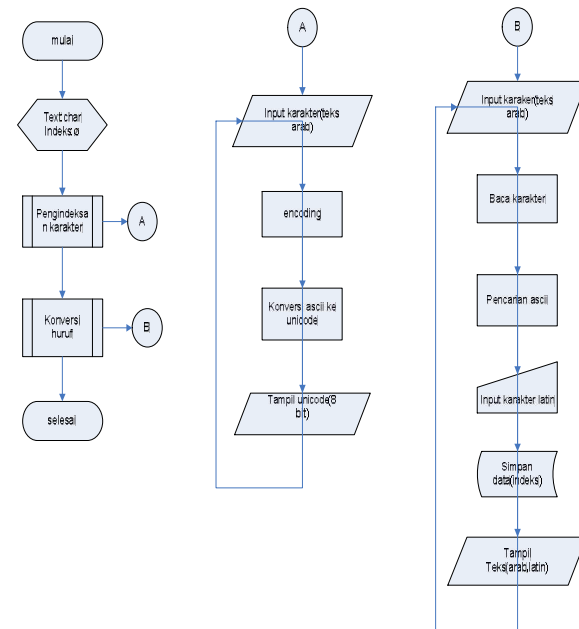 mulai
Text: char
Indeks: ø
Pengindeksa
n karakter
A
Konversi
huruf
B
selesai
A
Input karakter(teks
arab)
encoding
Konversi ascii ke
unicode
Tampil unicode(8
bit)
B
Input karaker(teks
arab)
Baca karakter
Pencarian ascii
Input karakter latin
Simpan
data(indeks)
Tampil
Teks(arab,latin)